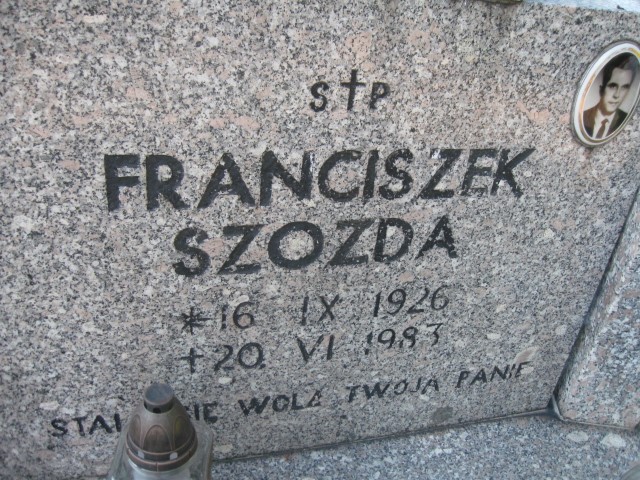 S†P
FRANCISZEK
SZOZDA
*16 IX 1926
+20. VI 1983
WOLA TWOJA PANIE